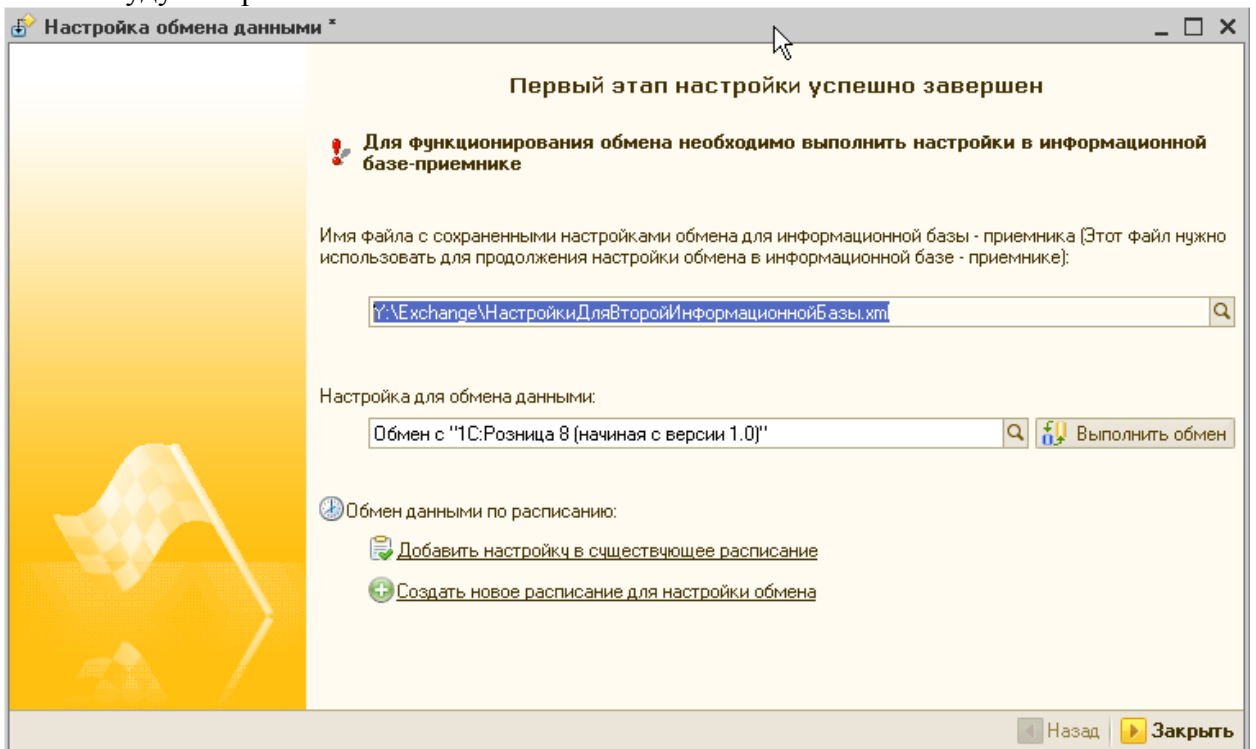 Настройка обмена данными *
Первый этап настройки успешно завершен
Для функционирования обмена необходимо выполнить настройки в информационной
базе-приемнике
Имя файла с сохраненными настройками обмена для информационной базы - приемника (Этот файл нужно
использовать для продолжения настройки обмена в информационной базе - приемнике):
Y:\Exchange\НастройкиДляВторойИнформационнойБазы.xml
Настройка для обмена данными:
Обмен с "1С:Розница 8 (начиная с версии 1.0)"
Выполнить обмен
Обмен данными по расписанию:
Добавить настройку в существующее расписание
Создать новое расписание для настройки обмена
Назад
Закрыть